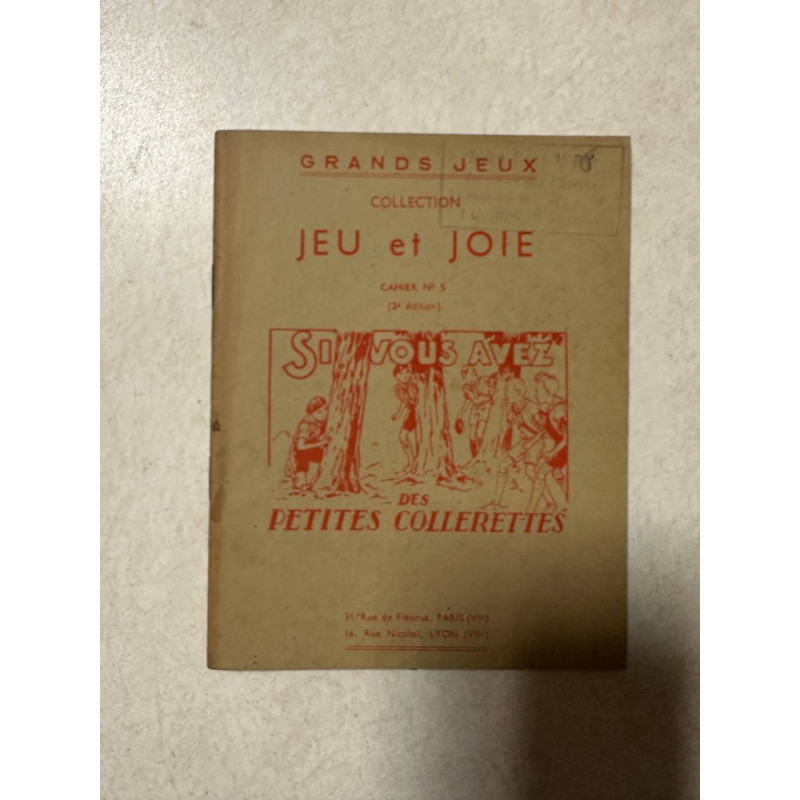 GRANDS JEUX
COLLECTION
JEU et JOIE
CAHIER Nº 5
(2e édition).
SI VOUS AVEZ
DES
PETITES COLLERETTES
31, Rue de Fleurus, PARIS (VIe)
16, Rue Nicolaï, LYON (VIIe)